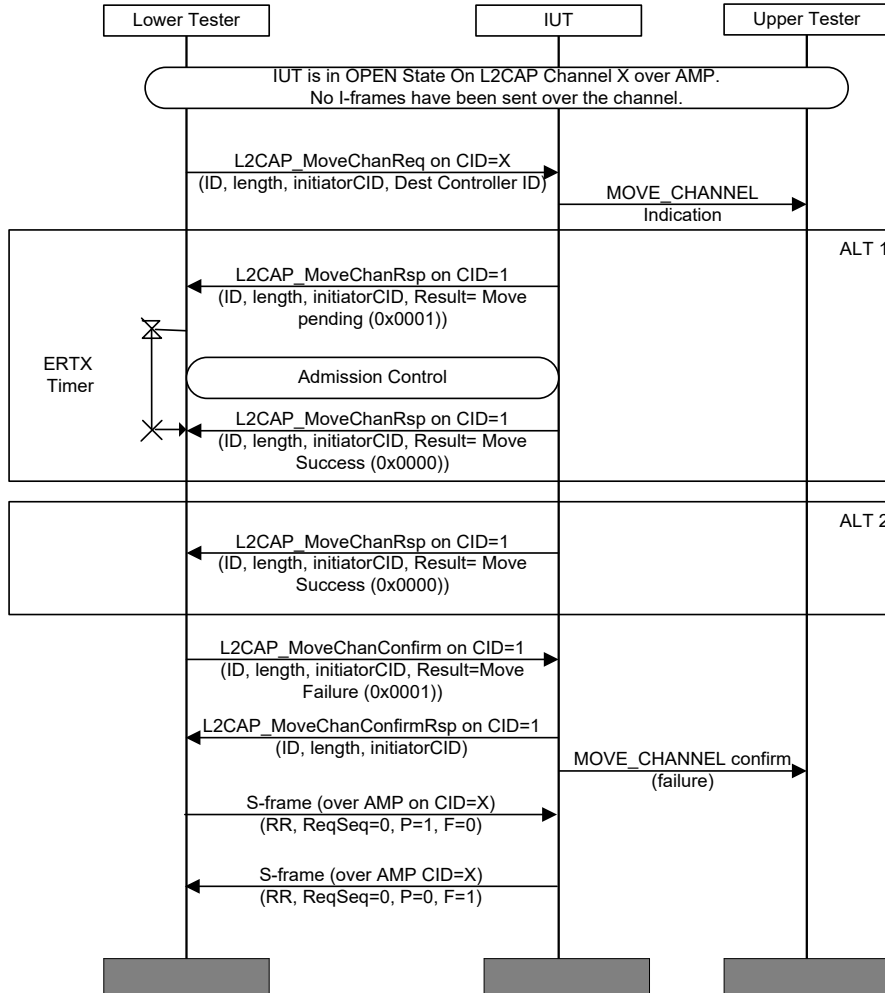 Lower Tester
IUT
Upper Tester
IUT is in OPEN State On L2CAP Channel X over AMP.
No I-frames have been sent over the channel.
L2CAP_MoveChanReq on CID=X
(ID, length, initiatorCID, Dest Controller ID)
MOVE_CHANNEL
Indication
ALT 1
L2CAP_MoveChanRsp on CID=1
(ID, length, initiatorCID, Result= Move
pending (0x0001))
ERTX
Timer
Admission Control
L2CAP_MoveChanRsp on CID=1
(ID, length, initiatorCID, Result= Move
Success (0x0000))
ALT 2
L2CAP_MoveChanRsp on CID=1
(ID, length, initiatorCID, Result= Move
Success (0x0000))
L2CAP_MoveChanConfirm on CID=1
(ID, length, initiatorCID, Result=Move
Failure (0x0001))
L2CAP_MoveChanConfirmRsp on CID=1
(ID, length, initiatorCID)
MOVE_CHANNEL confirm
(failure)
S-frame (over AMP on CID=X)
(RR, ReqSeq=0, P=1, F=0)
S-frame (over AMP CID=X)
(RR, ReqSeq=0, P=0, F=1)